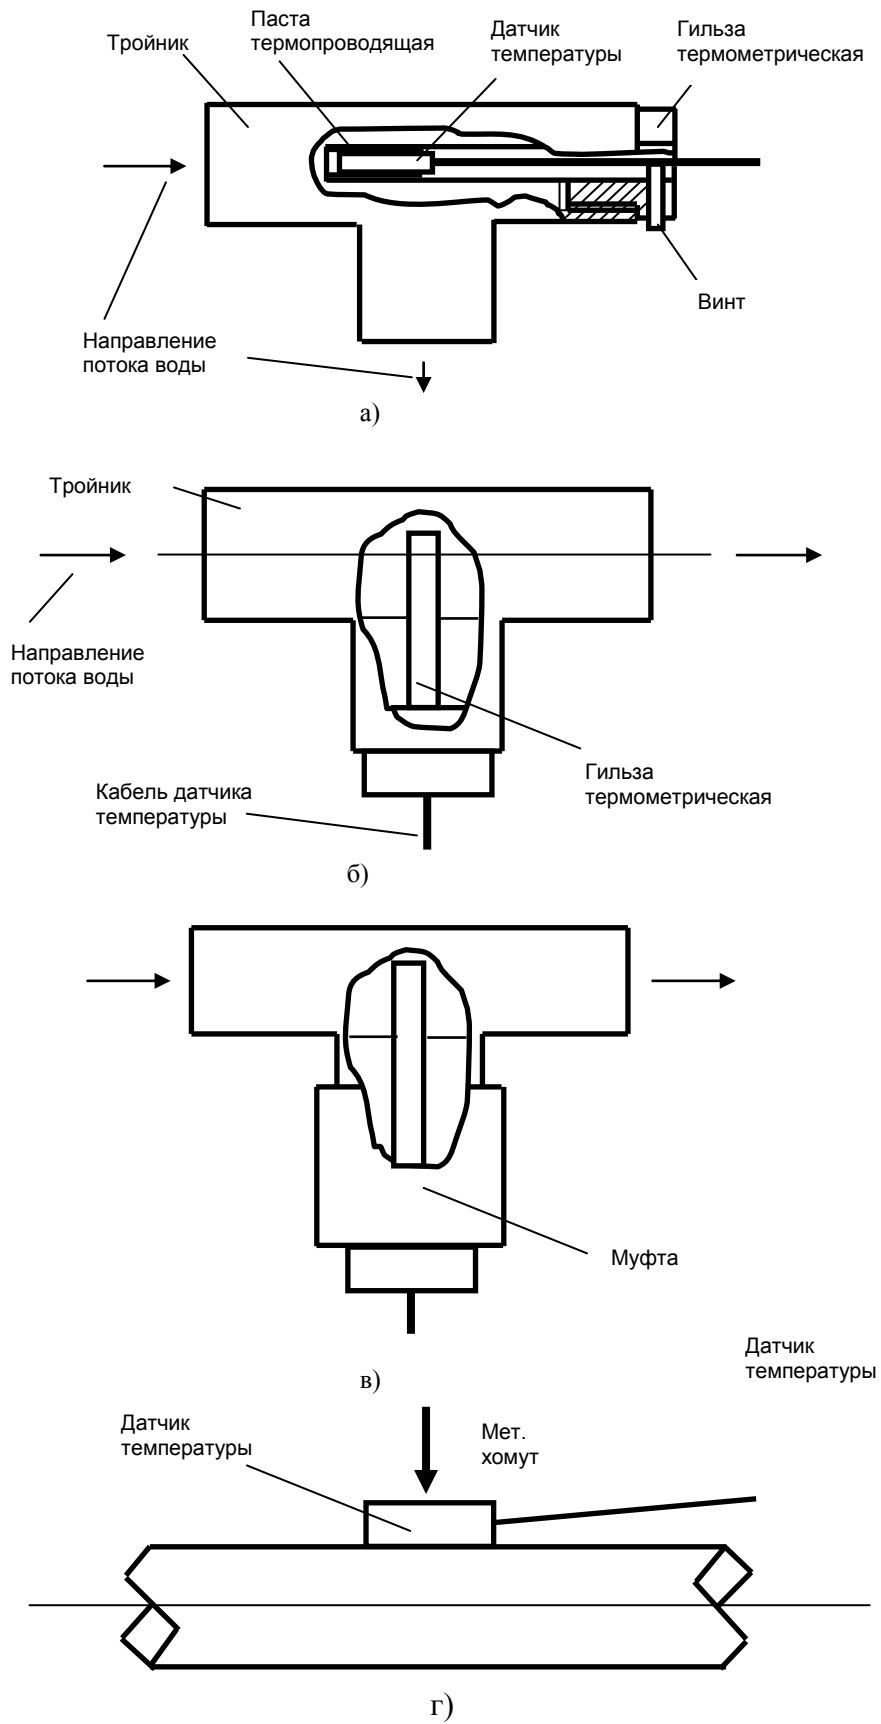 Тройник
Паста
термопроводящая
Датчик
температуры
Гильза
термометрическая
Винт
Направление
потока воды
а)
Тройник
Направление
потока воды
Гильза
термометрическая
Кабель датчика
температуры
б)
Муфта
в)
Датчик
температуры
Датчик
температуры
Мет.
хомут
г)